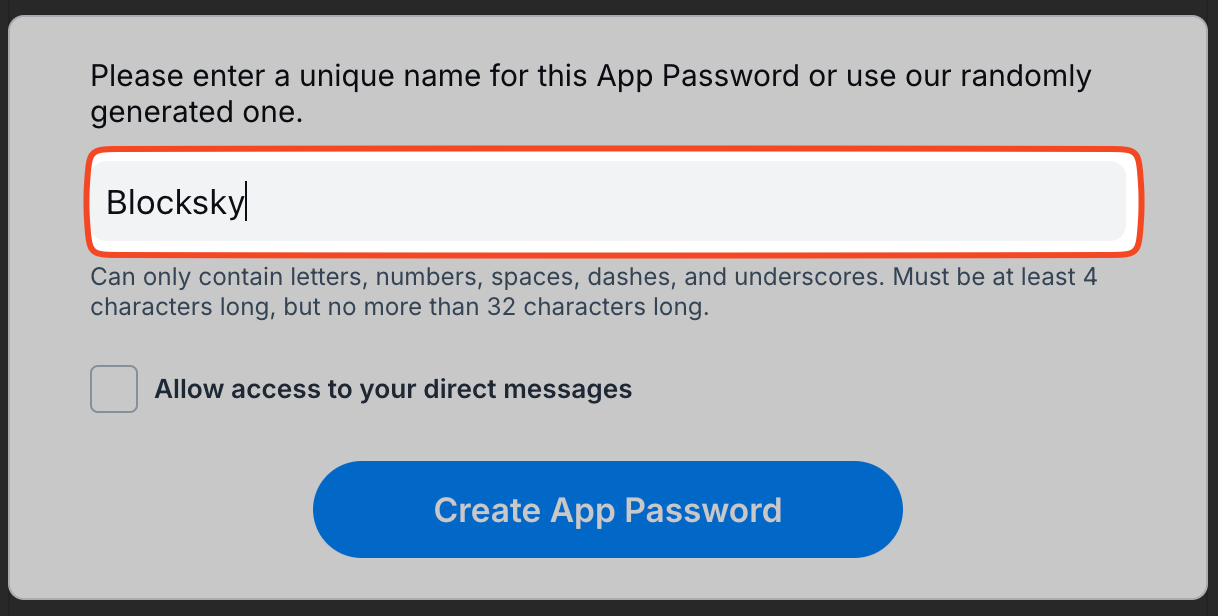 Please enter a unique name for this App Password or use our randomly
generated one.
Blocksky
Can only contain letters, numbers, spaces, dashes, and underscores. Must be at least 4
characters long, but no more than 32 characters long.
Allow access to your direct messages
Create App Password